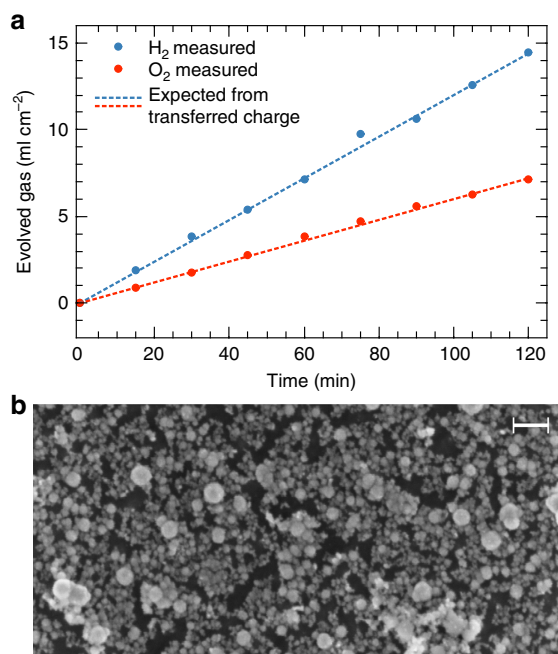 a
15
10
5
0
Evolved gas (ml cm⁻²)
H₂ measured
O₂ measured
Expected from
transferred charge
0 20 40 60 80 100 120
Time (min)
b